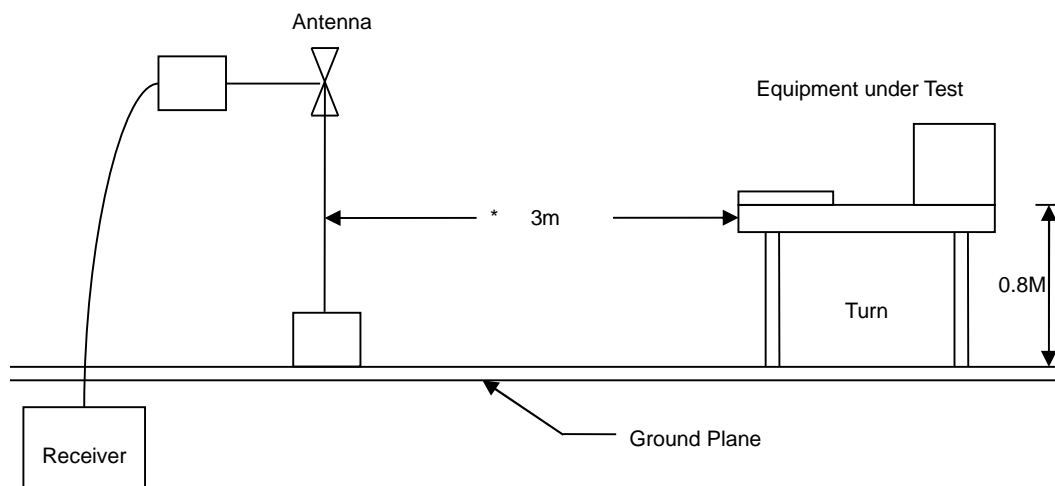 Antenna
Equipment under Test
* 3m
0.8M
Turn
Ground Plane
Receiver